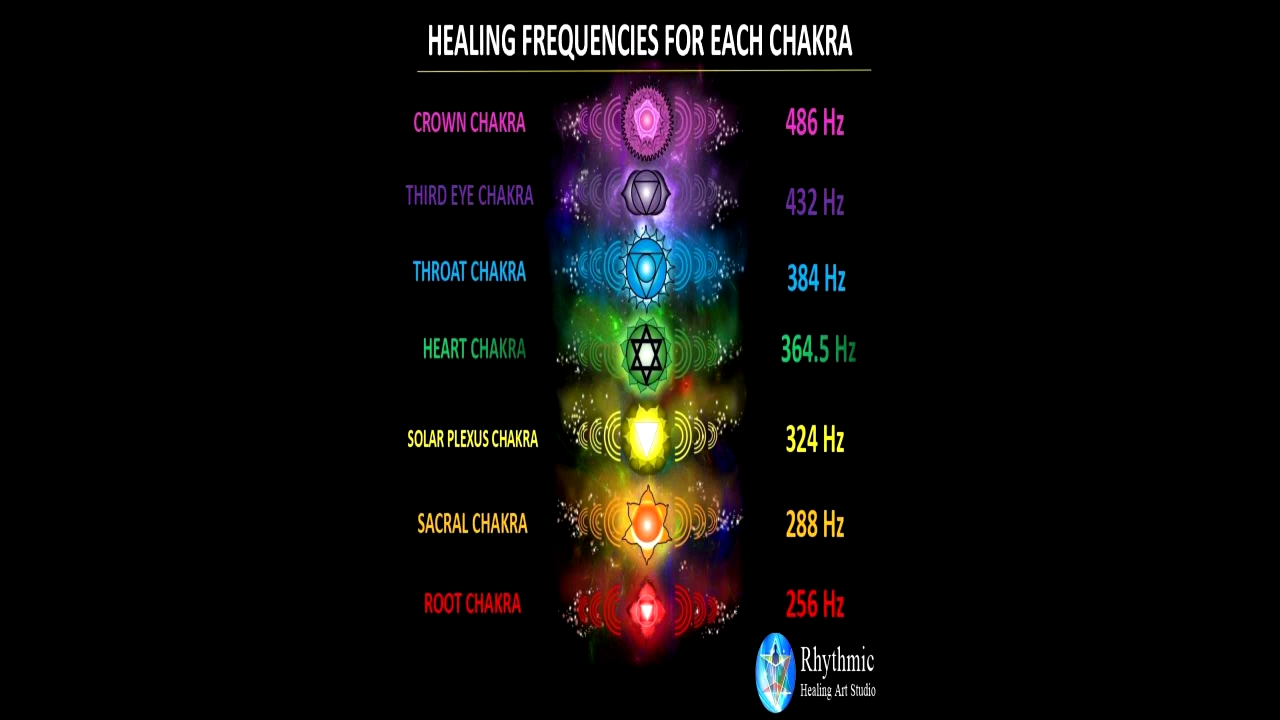 HEALING FREQUENCIES FOR EACH CHAKRA
CROWN CHAKRA 486 Hz
THIRD EYE CHAKRA 432 Hz
THROAT CHAKRA 384 Hz
HEART CHAKRA 364.5 Hz
SOLAR PLEXUS CHAKRA 324 Hz
SACRAL CHAKRA 288 Hz
ROOT CHAKRA 256 Hz
Rhythmic
Healing Art Studio